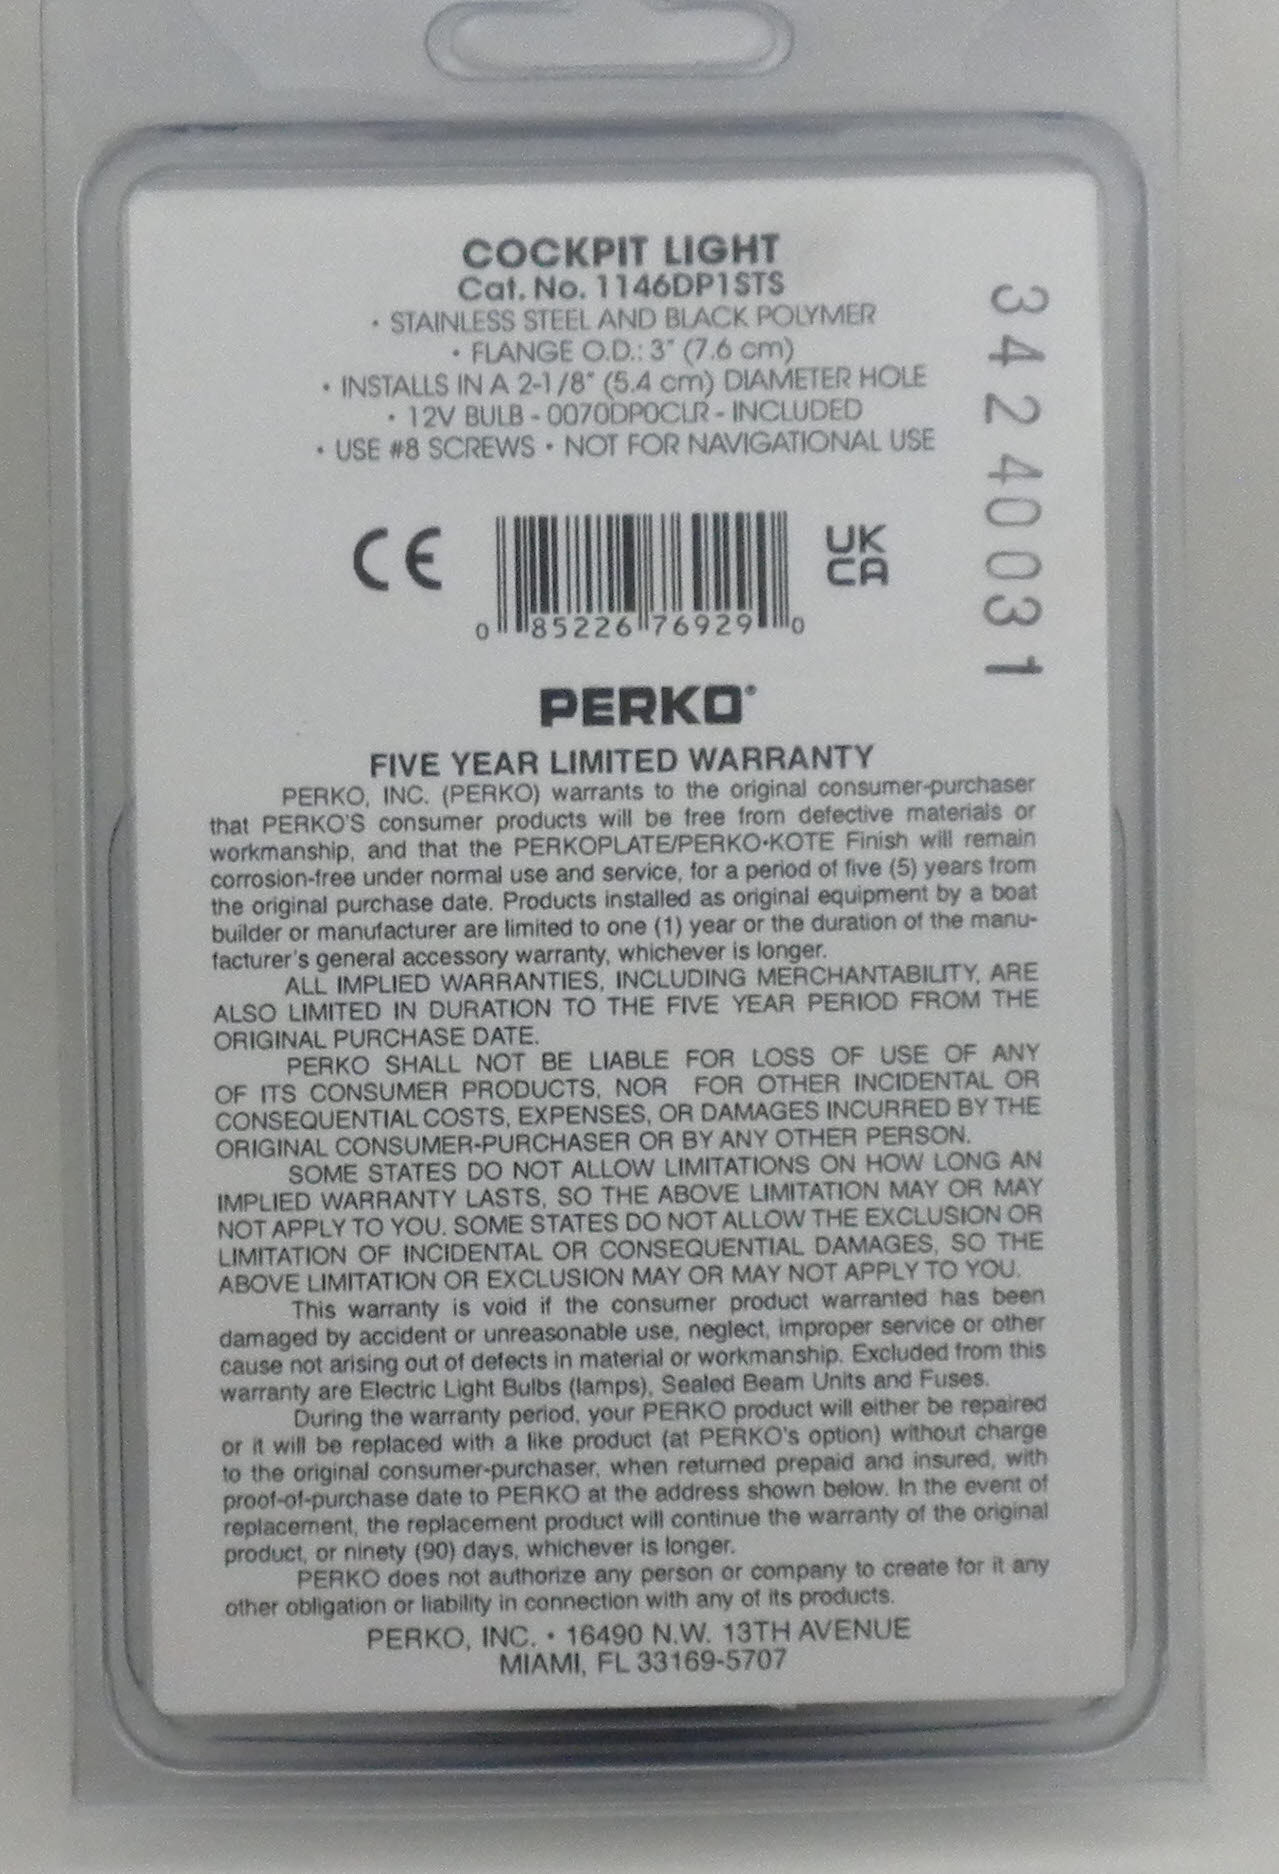 COCKPIT LIGHT
Cat. No. 1146DP1STS
• STAINLESS STEEL AND BLACK POLYMER
• FLANGE O.D.: 3" (7.6 cm)
• INSTALLS IN A 2-1/8" (5.4 cm) DIAMETER HOLE
• 12V BULB - 0070DP0CLR - INCLUDED
• USE #8 SCREWS • NOT FOR NAVIGATIONAL USE
34240031
CE
UK
CA
0 85226 76929 0
PERKO®
FIVE YEAR LIMITED WARRANTY
PERKO, INC. (PERKO) warrants to the original consumer-purchaser
that PERKO'S consumer products will be free from defective materials or
workmanship, and that the PERKOPLATE/PERKO•KOTE Finish will remain
corrosion-free under normal use and service, for a period of five (5) years from
the original purchase date. Products installed as original equipment by a boat
builder or manufacturer are limited to one (1) year or the duration of the manu-
facturer's general accessory warranty, whichever is longer.
ALL IMPLIED WARRANTIES, INCLUDING MERCHANTABILITY, ARE
ALSO LIMITED IN DURATION TO THE FIVE YEAR PERIOD FROM THE
ORIGINAL PURCHASE DATE.
PERKO SHALL NOT BE LIABLE FOR LOSS OF USE OF ANY
OF ITS CONSUMER PRODUCTS, NOR FOR OTHER INCIDENTAL OR
CONSEQUENTIAL COSTS, EXPENSES, OR DAMAGES INCURRED BY THE
ORIGINAL CONSUMER-PURCHASER OR BY ANY OTHER PERSON.
SOME STATES DO NOT ALLOW LIMITATIONS ON HOW LONG AN
IMPLIED WARRANTY LASTS, SO THE ABOVE LIMITATION MAY OR MAY
NOT APPLY TO YOU. SOME STATES DO NOT ALLOW THE EXCLUSION OR
LIMITATION OF INCIDENTAL OR CONSEQUENTIAL DAMAGES, SO THE
ABOVE LIMITATION OR EXCLUSION MAY OR MAY NOT APPLY TO YOU.
This warranty is void if the consumer product warranted has been
damaged by accident or unreasonable use, neglect, improper service or other
cause not arising out of defects in material or workmanship. Excluded from this
warranty are Electric Light Bulbs (lamps), Sealed Beam Units and Fuses.
During the warranty period, your PERKO product will either be repaired
or it will be replaced with a like product (at PERKO's option) without charge
to the original consumer-purchaser, when returned prepaid and insured, with
proof-of-purchase date to PERKO at the address shown below. In the event of
replacement, the replacement product will continue the warranty of the original
product, or ninety (90) days, whichever is longer.
PERKO does not authorize any person or company to create for it any
other obligation or liability in connection with any of its products.
PERKO, INC. • 16490 N.W. 13TH AVENUE
MIAMI, FL 33169-5707